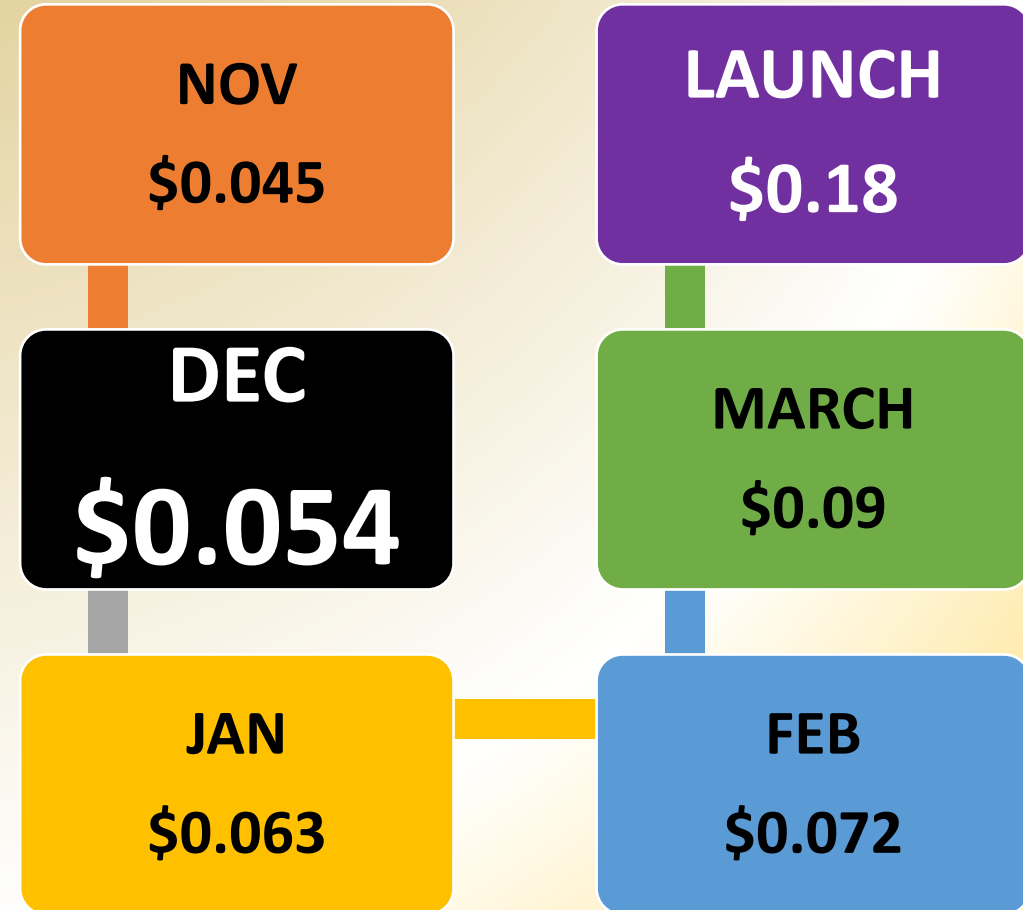 NOV
$0.045
DEC
$0.054
JAN
$0.063
FEB
$0.072
MARCH
$0.09
LAUNCH
$0.18